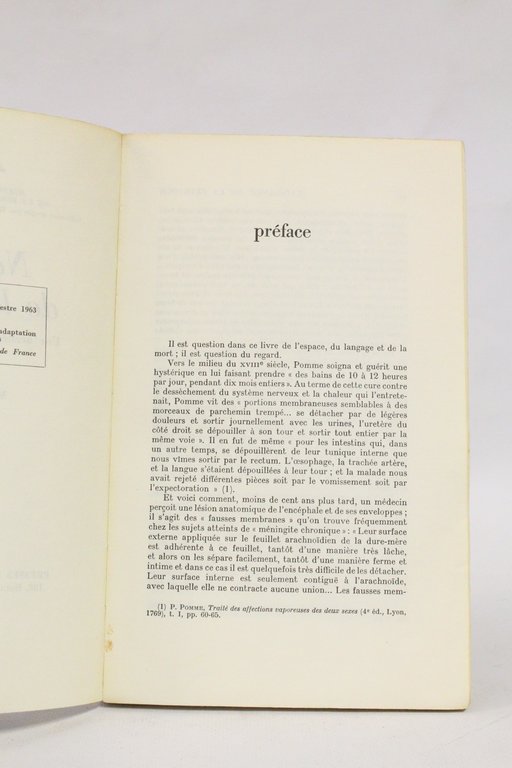 estre 1963
adaptation
de France
préface
Il est question dans ce livre de l'espace, du langage et de la
mort ; il est question du regard.
Vers le milieu du XVIIIe siècle, Pomme soigna et guérit une
hystérique en lui faisant prendre « des bains de 10 à 12 heures
par jour, pendant dix mois entiers ». Au terme de cette cure contre
le dessèchement du système nerveux et la chaleur qui l'entrete-
nait, Pomme vit des « portions membraneuses semblables à des
morceaux de parchemin trempé... se détacher par de légères
douleurs et sortir journellement avec les urines, l'uretère du
côté droit se dépouiller à son tour et sortir tout entier par la
même voie ». Il en fut de même « pour les intestins qui, dans
un autre temps, se dépouillèrent de leur tunique interne que
nous vîmes sortir par le rectum. L'œsophage, la trachée artère,
et la langue s'étaient dépouillées à leur tour ; et la malade nous
avait rejeté différentes pièces soit par le vomissement soit par
l'expectoration » (1).
Et voici comment, moins de cent ans plus tard, un médecin
perçoit une lésion anatomique de l'encéphale et de ses enveloppes ;
il s'agit des « fausses membranes » qu'on trouve fréquemment
chez les sujets atteints de « méningite chronique » : « Leur surface
externe appliquée sur le feuillet arachnoïdien de la dure-mère
est adhérente à ce feuillet, tantôt d'une manière très lâche,
et alors on les sépare facilement, tantôt d'une manière ferme et
intime et dans ce cas il est quelquefois très difficile de les détacher.
Leur surface interne est seulement contiguë à l'arachnoïde,
avec laquelle elle ne contracte aucune union... Les fausses mem-
(1) P. POMME, Traité des affections vaporeuses des deux sexes (4e éd., Lyon,
1769), t. I, pp. 60-65.